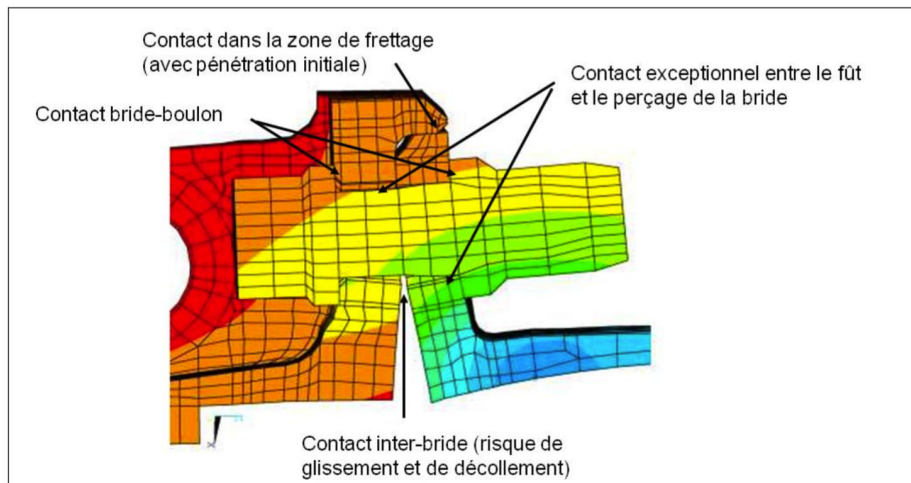 Contact dans la zone de frettage
(avec pénétration initiale)
Contact exceptionnel entre le fût
et le perçage de la bride
Contact bride-boulon
Contact inter-bride (risque de
glissement et de décollement)